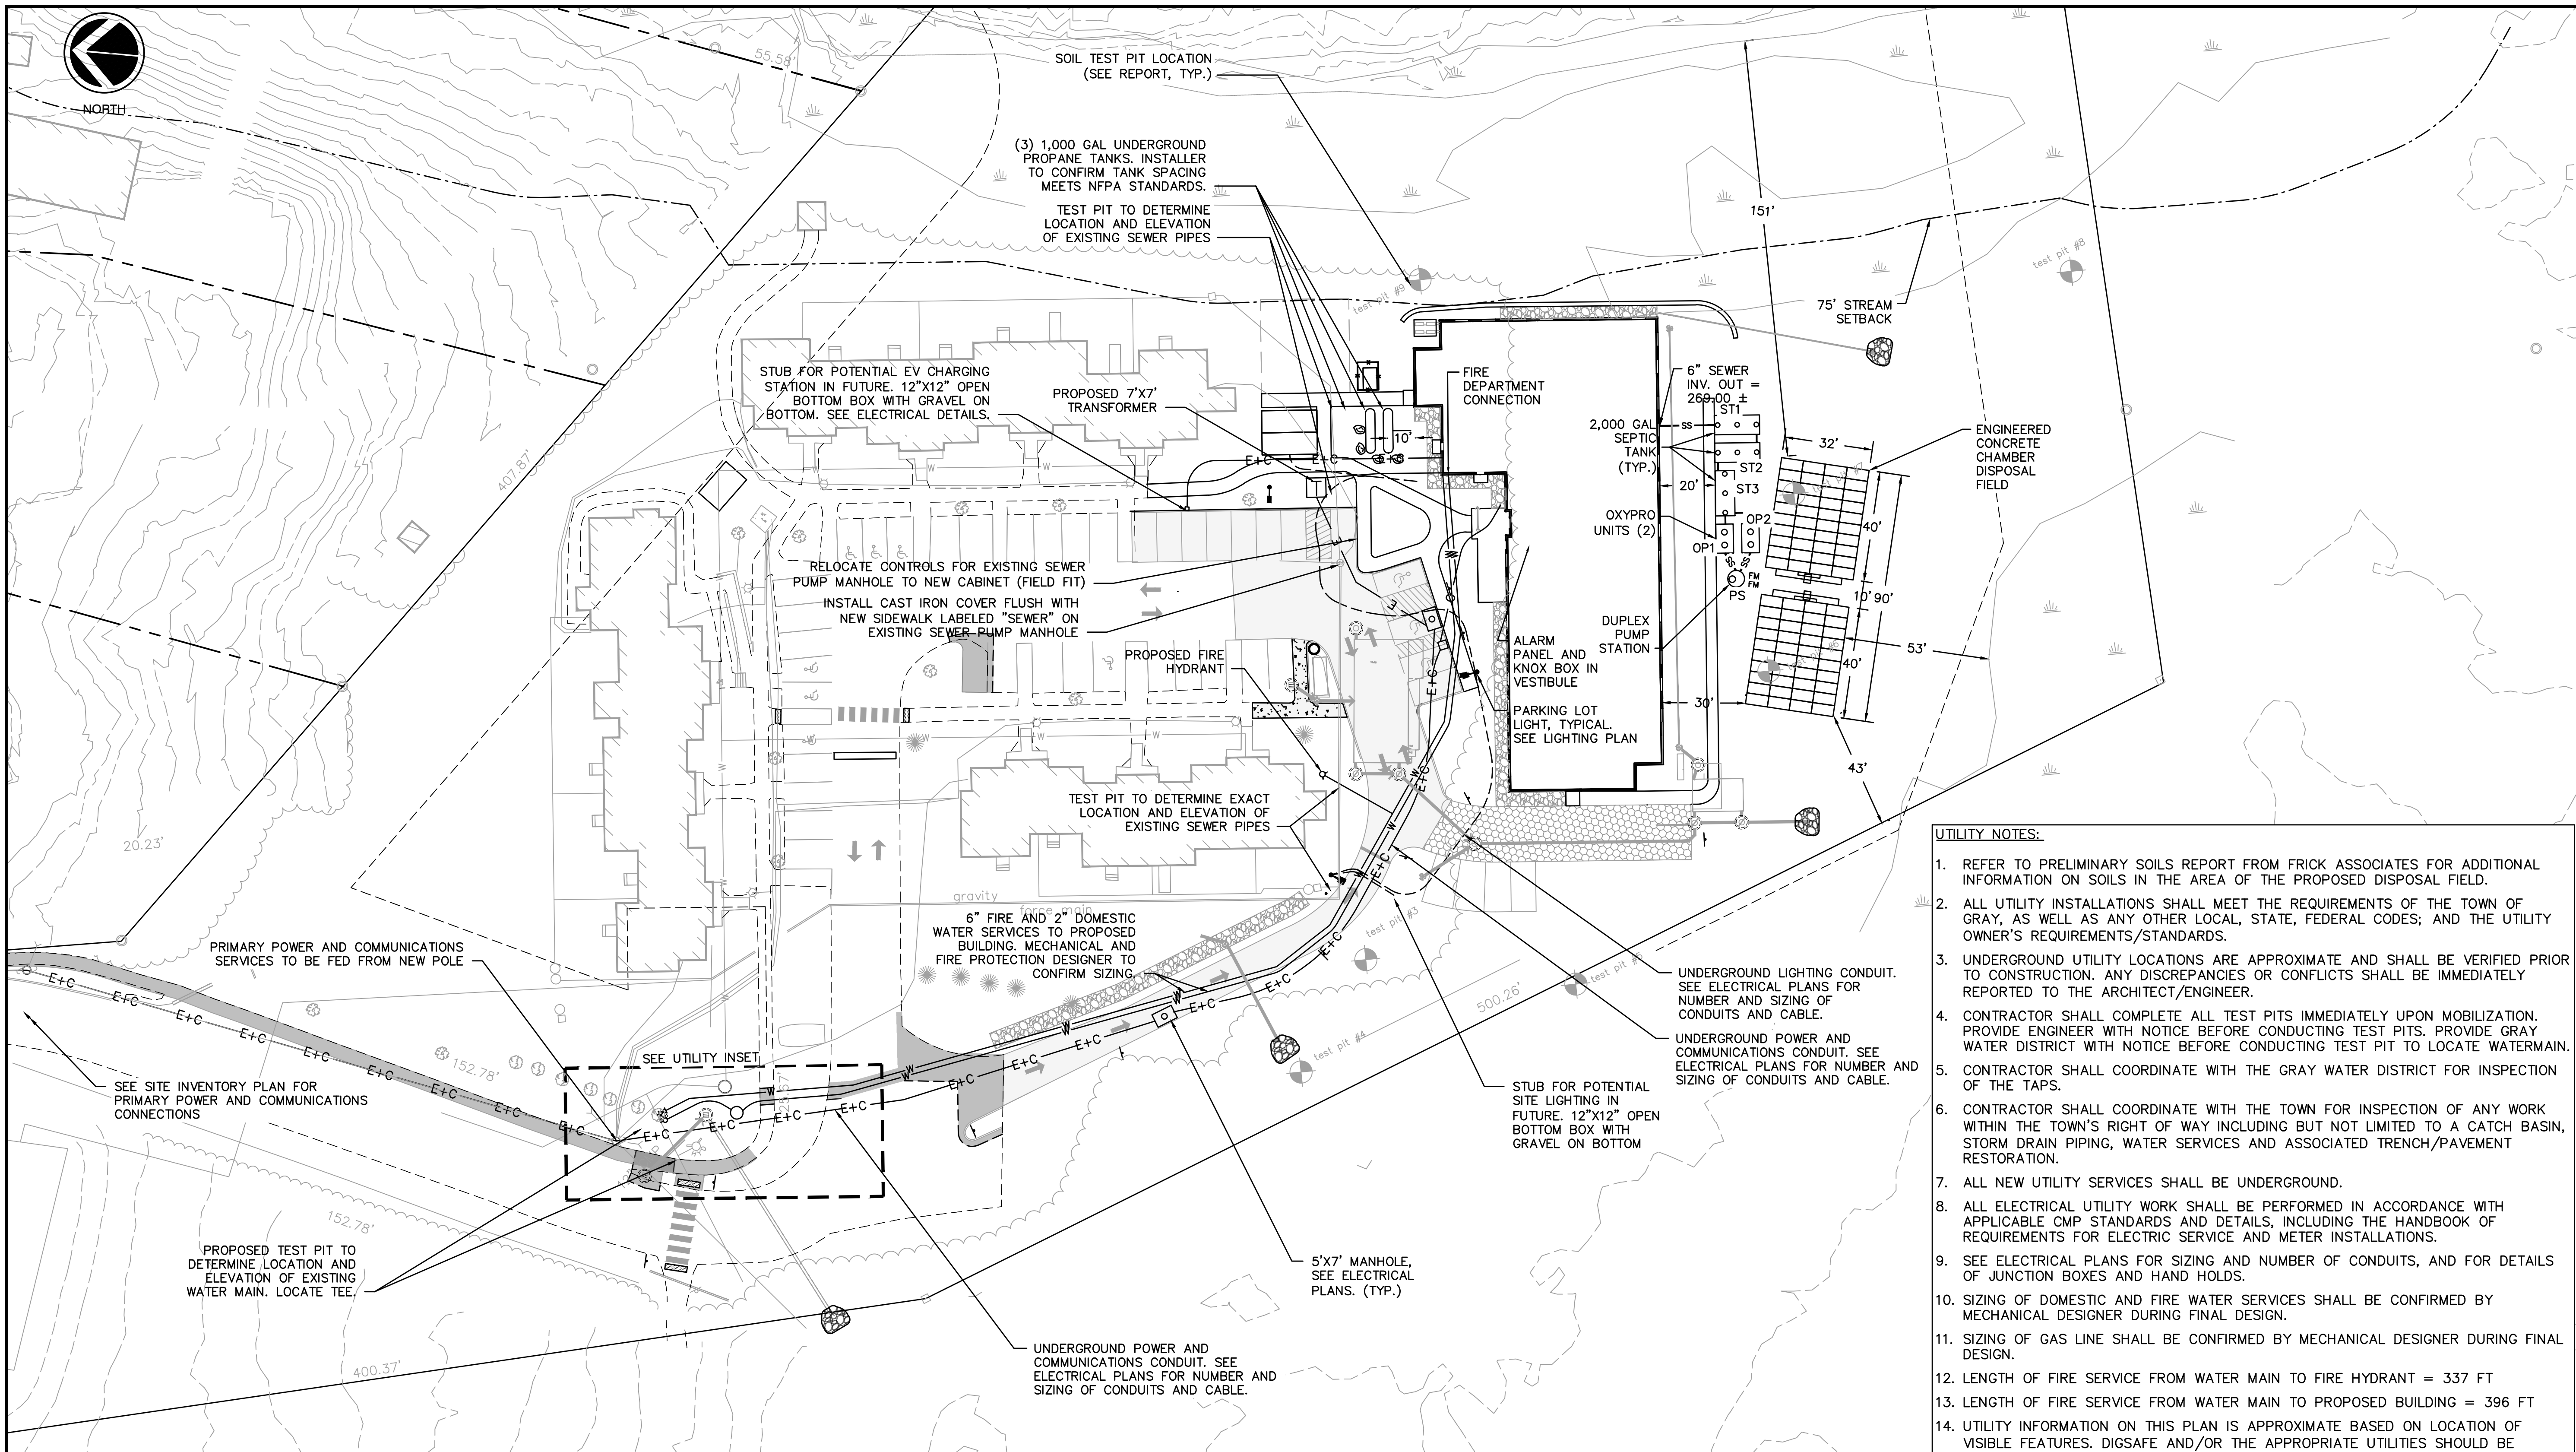 NORTH
55.58'
SOIL TEST PIT LOCATION
(SEE REPORT, TYP.)
(3) 1,000 GAL UNDERGROUND
PROPANE TANKS. INSTALLER
TO CONFIRM TANK SPACING
MEETS NFPA STANDARDS.
TEST PIT TO DETERMINE
LOCATION AND ELEVATION
OF EXISTING SEWER PIPES
151'
test pit #8
test pit #9
75' STREAM
SETBACK
STUB FOR POTENTIAL EV CHARGING
STATION IN FUTURE. 12"X12" OPEN
BOTTOM BOX WITH GRAVEL ON
BOTTOM. SEE ELECTRICAL DETAILS.
PROPOSED 7'X7'
TRANSFORMER
FIRE
DEPARTMENT
CONNECTION
10'
6" SEWER
INV. OUT =
269.00 ±
ST1
SS
2,000 GAL
SEPTIC
TANK
(TYP.)
ST2
ST3
20'
OXYPRO
UNITS (2)
OP2
OP1
SS
SS
FM
FM
PS
32'
test pit #7
40'
10'
90'
ENGINEERED
CONCRETE
CHAMBER
DISPOSAL
FIELD
407.87'
E+C
E+C
E+C
W
W
W
RELOCATE CONTROLS FOR EXISTING SEWER
PUMP MANHOLE TO NEW CABINET (FIELD FIT)
INSTALL CAST IRON COVER FLUSH WITH
NEW SIDEWALK LABELED "SEWER" ON
EXISTING SEWER PUMP MANHOLE
PROPOSED FIRE
HYDRANT
ALARM
PANEL AND
KNOX BOX IN
VESTIBULE
DUPLEX
PUMP
STATION
test pit #6
40'
53'
30'
43'
PARKING LOT
LIGHT, TYPICAL.
SEE LIGHTING PLAN
E+C
E+C
W
TEST PIT TO DETERMINE EXACT
LOCATION AND ELEVATION OF
EXISTING SEWER PIPES
20.23'
gravity
force main
6" FIRE AND 2" DOMESTIC
WATER SERVICES TO PROPOSED
BUILDING. MECHANICAL AND
FIRE PROTECTION DESIGNER TO
CONFIRM SIZING.
test pit #3
test pit #5
test pit #4
500.26'
PRIMARY POWER AND COMMUNICATIONS
SERVICES TO BE FED FROM NEW POLE
E+C E+C E+C E+C E+C E+C E+C E+C E+C
152.78'
SEE UTILITY INSET
E+C E+C E+C E+C E+C E+C E+C E+C E+C E+C E+C
W W W W
SEE SITE INVENTORY PLAN FOR
PRIMARY POWER AND COMMUNICATIONS
CONNECTIONS
UNDERGROUND LIGHTING CONDUIT.
SEE ELECTRICAL PLANS FOR
NUMBER AND SIZING OF
CONDUITS AND CABLE.
UNDERGROUND POWER AND
COMMUNICATIONS CONDUIT. SEE
ELECTRICAL PLANS FOR NUMBER AND
SIZING OF CONDUITS AND CABLE.
STUB FOR POTENTIAL
SITE LIGHTING IN
FUTURE. 12"X12" OPEN
BOTTOM BOX WITH
GRAVEL ON BOTTOM
152.78'
PROPOSED TEST PIT TO
DETERMINE LOCATION AND
ELEVATION OF EXISTING
WATER MAIN. LOCATE TEE.
5'X7' MANHOLE,
SEE ELECTRICAL
PLANS. (TYP.)
UNDERGROUND POWER AND
COMMUNICATIONS CONDUIT. SEE
ELECTRICAL PLANS FOR NUMBER AND
SIZING OF CONDUITS AND CABLE.
400.37'
UTILITY NOTES:
1. REFER TO PRELIMINARY SOILS REPORT FROM FRICK ASSOCIATES FOR ADDITIONAL
INFORMATION ON SOILS IN THE AREA OF THE PROPOSED DISPOSAL FIELD.
2. ALL UTILITY INSTALLATIONS SHALL MEET THE REQUIREMENTS OF THE TOWN OF
GRAY, AS WELL AS ANY OTHER LOCAL, STATE, FEDERAL CODES; AND THE UTILITY
OWNER'S REQUIREMENTS/STANDARDS.
3. UNDERGROUND UTILITY LOCATIONS ARE APPROXIMATE AND SHALL BE VERIFIED PRIOR
TO CONSTRUCTION. ANY DISCREPANCIES OR CONFLICTS SHALL BE IMMEDIATELY
REPORTED TO THE ARCHITECT/ENGINEER.
4. CONTRACTOR SHALL COMPLETE ALL TEST PITS IMMEDIATELY UPON MOBILIZATION.
PROVIDE ENGINEER WITH NOTICE BEFORE CONDUCTING TEST PITS. PROVIDE GRAY
WATER DISTRICT WITH NOTICE BEFORE CONDUCTING TEST PIT TO LOCATE WATERMAIN.
5. CONTRACTOR SHALL COORDINATE WITH THE GRAY WATER DISTRICT FOR INSPECTION
OF THE TAPS.
6. CONTRACTOR SHALL COORDINATE WITH THE TOWN FOR INSPECTION OF ANY WORK
WITHIN THE TOWN'S RIGHT OF WAY INCLUDING BUT NOT LIMITED TO A CATCH BASIN,
STORM DRAIN PIPING, WATER SERVICES AND ASSOCIATED TRENCH/PAVEMENT
RESTORATION.
7. ALL NEW UTILITY SERVICES SHALL BE UNDERGROUND.
8. ALL ELECTRICAL UTILITY WORK SHALL BE PERFORMED IN ACCORDANCE WITH
APPLICABLE CMP STANDARDS AND DETAILS, INCLUDING THE HANDBOOK OF
REQUIREMENTS FOR ELECTRIC SERVICE AND METER INSTALLATIONS.
9. SEE ELECTRICAL PLANS FOR SIZING AND NUMBER OF CONDUITS, AND FOR DETAILS
OF JUNCTION BOXES AND HAND HOLDS.
10. SIZING OF DOMESTIC AND FIRE WATER SERVICES SHALL BE CONFIRMED BY
MECHANICAL DESIGNER DURING FINAL DESIGN.
11. SIZING OF GAS LINE SHALL BE CONFIRMED BY MECHANICAL DESIGNER DURING FINAL
DESIGN.
12. LENGTH OF FIRE SERVICE FROM WATER MAIN TO FIRE HYDRANT = 337 FT
13. LENGTH OF FIRE SERVICE FROM WATER MAIN TO PROPOSED BUILDING = 396 FT
14. UTILITY INFORMATION ON THIS PLAN IS APPROXIMATE BASED ON LOCATION OF
VISIBLE FEATURES. DIGSAFE AND/OR THE APPROPRIATE UTILITIES SHOULD BE